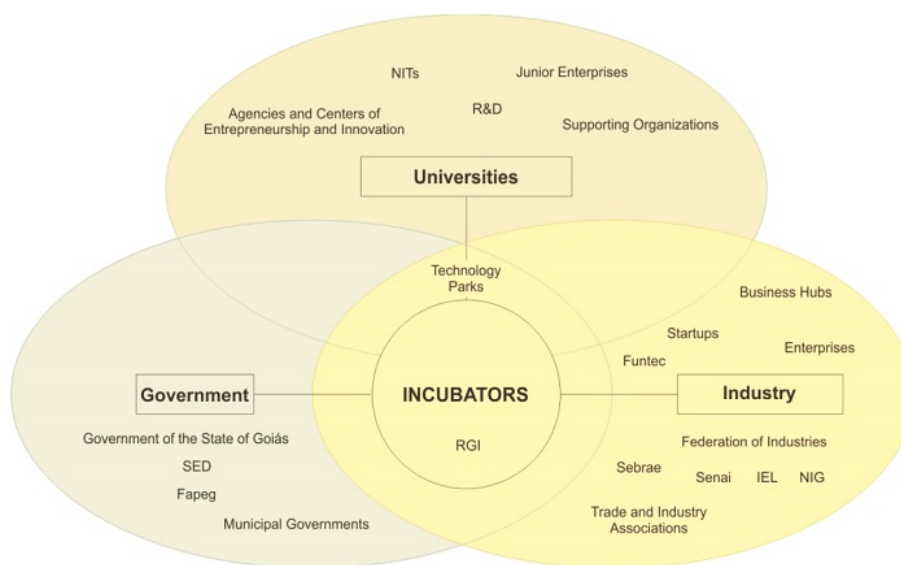 NITs
Junior Enterprises
R&D
Agencies and Centers of
Entrepreneurship and Innovation
Supporting Organizations
Universities
Technology
Parks
Business Hubs
Startups
Enterprises
Funtec
Government
INCUBATORS
Industry
Government of the State of Goiás
SED
Fapeg
Municipal Governments
RGI
Federation of Industries
Sebrae
Senai
IEL
NIG
Trade and Industry
Associations